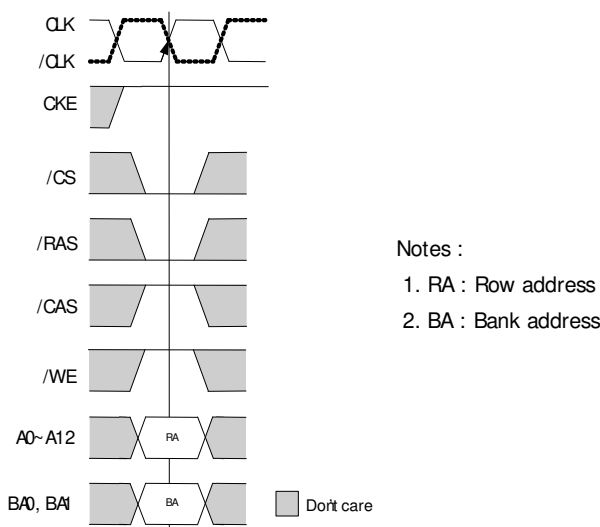 CLK
/CLK
CKE
/CS
/RAS
/CAS
/WE
A0~A12
RA
BA0, BA1
BA
Don't care
Notes :
1. RA : Row address
2. BA : Bank address